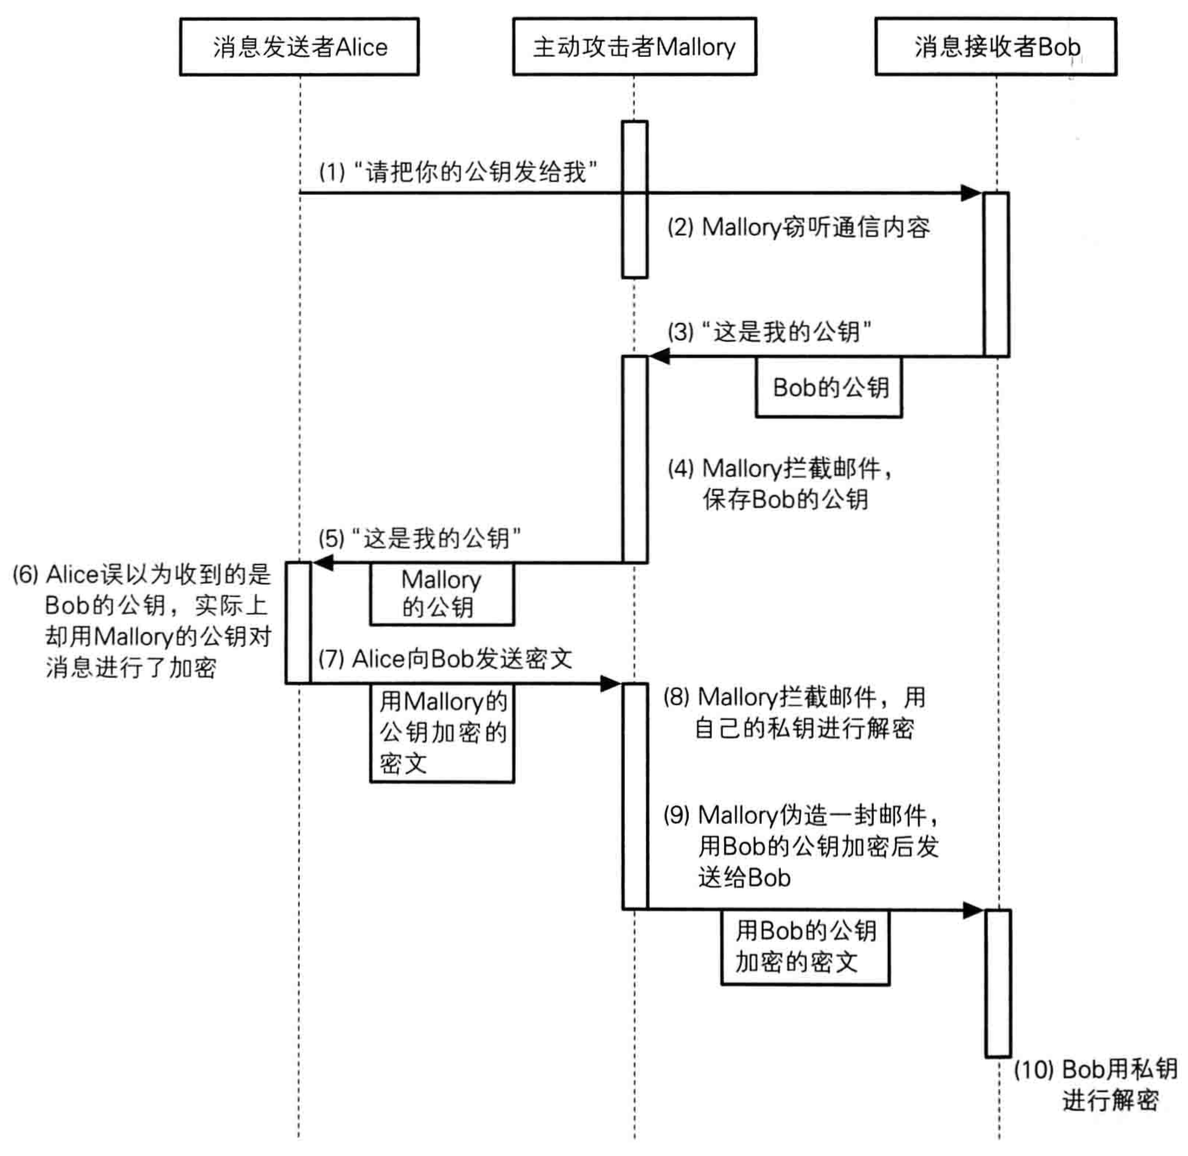 消息发送者Alice
主动攻击者Mallory
消息接收者Bob
(1) “请把你的公钥发给我”
(2) Mallory窃听通信内容
(3) “这是我的公钥”
Bob的公钥
(4) Mallory拦截邮件，
保存Bob的公钥
(5) “这是我的公钥”
Mallory
的公钥
(6) Alice误以为收到的是
Bob的公钥，实际上
却用Mallory的公钥对
消息进行了加密
(7) Alice向Bob发送密文
用Mallory的
公钥加密的
密文
(8) Mallory拦截邮件，用
自己的私钥进行解密
(9) Mallory伪造一封邮件，
用Bob的公钥加密后发
送给Bob
用Bob的公钥
加密的密文
(10) Bob用私钥
进行解密